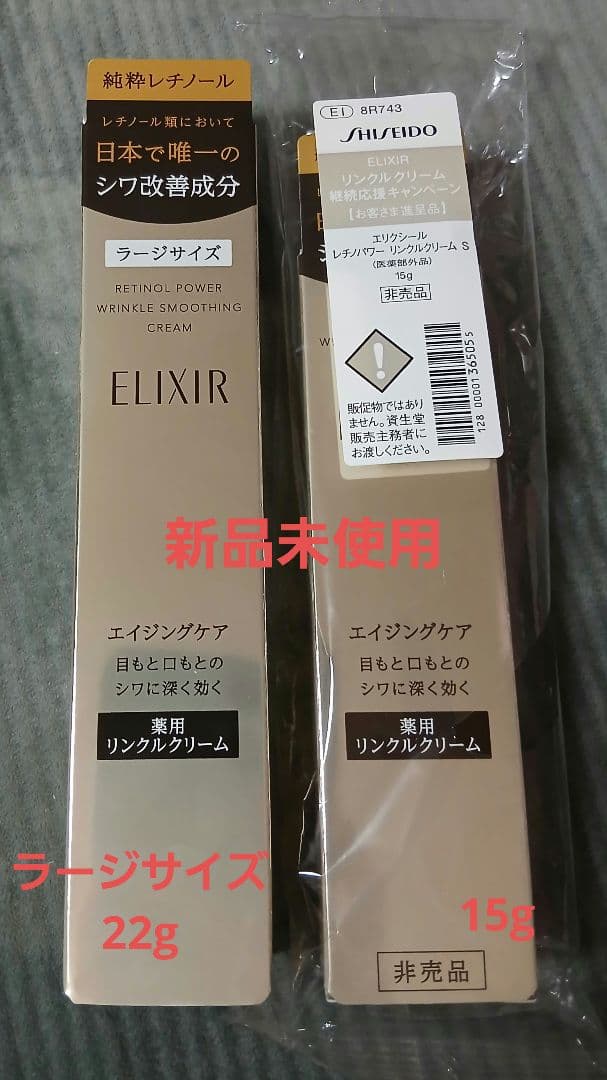 純粋レチノール
レチノール類において
日本で唯一の
シワ改善成分
ラージサイズ
RETINOL POWER
WRINKLE SMOOTHING
CREAM
ELIXIR
エイジングケア
目もと口もとの
シワに深く効く
薬用
リンクルクリーム
ラージサイズ
22g
新品未使用
EI 8R743
SHISEIDO
ELIXIR
リンクルクリーム
継続応援キャンペーン
【お客さま進呈品】
エリクシール
レチノパワー リンクルクリーム S
(医薬部外品)
15g
非売品
!
販促物ではあり
ません。資生堂
販売主務者に
お渡しください。
128 00001365055
エイジングケア
目もと口もとの
シワに深く効く
薬用
リンクルクリーム
15g
非売品